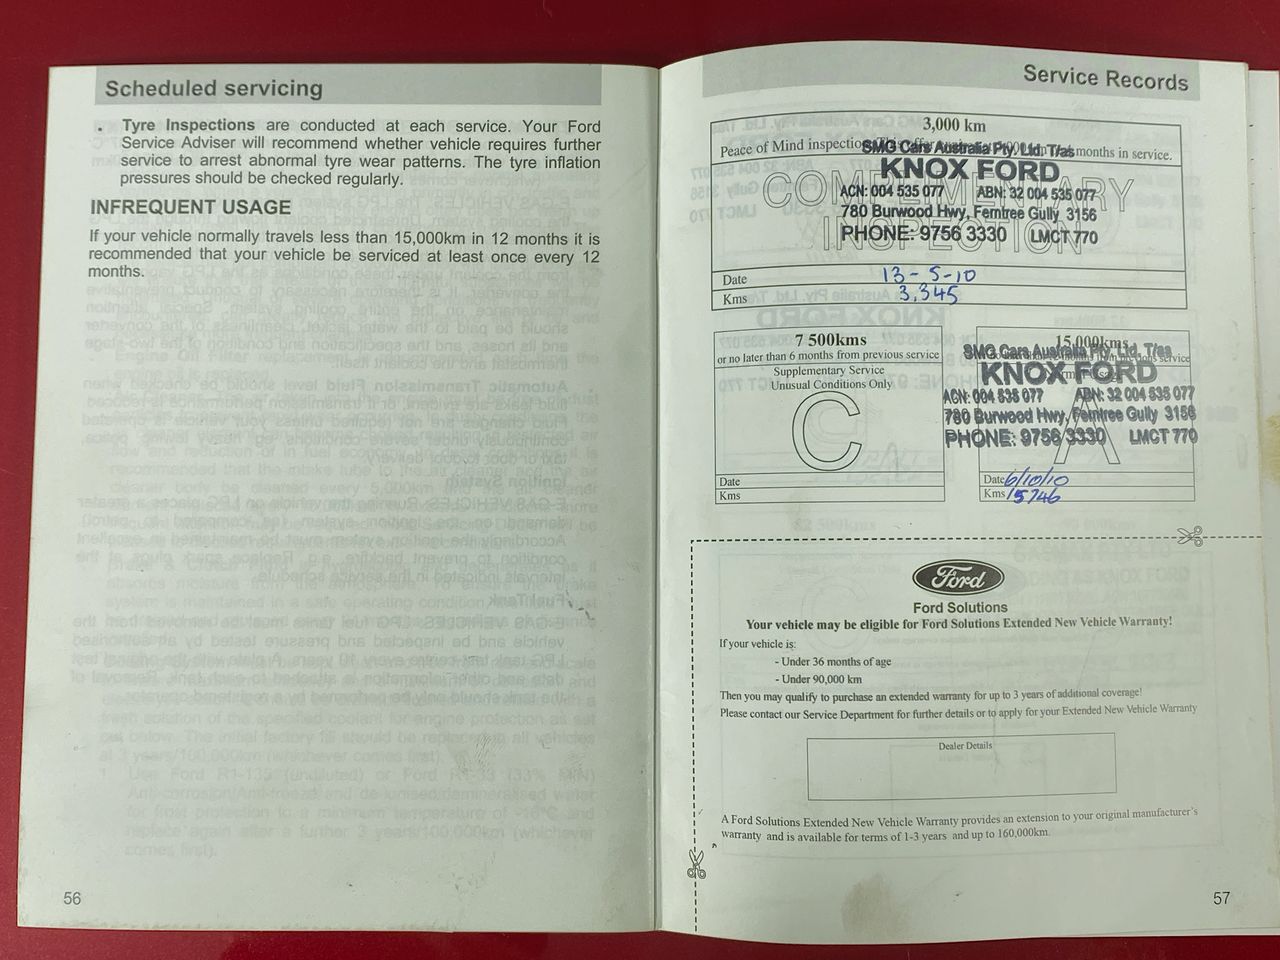 Scheduled servicing
• Tyre Inspections are conducted at each service. Your Ford
Service Adviser will recommend whether vehicle requires further
service to arrest abnormal tyre wear patterns. The tyre inflation
pressures should be checked regularly.
INFREQUENT USAGE
If your vehicle normally travels less than 15,000km in 12 months it is
recommended that your vehicle be serviced at least once every 12
months.
56
Service Records
3,000 km
Peace of Mind inspection months in service.
SMG Cars Australia Pty. Ltd. T/as
KNOX FORD
COMPLIMENTARY
INSPECTION
ACN: 004 535 077 ABN: 32 004 535 077
780 Burwood Hwy, Ferntree Gully 3156
PHONE: 9756 3330 LMCT 770
Date 13-5-10
Kms 3,345
7 500kms
or no later than 6 months from previous service
Supplementary Service
Unusual Conditions Only
C
Date
Kms
15,000kms
SMG Cars Australia Pty. Ltd. T/as
KNOX FORD
ACN: 004 535 077 ABN: 32 004 535 077
780 Burwood Hwy, Ferntree Gully 3156
PHONE: 9756 3330 LMCT 770
A
Date 6/10/10
Kms 15746
Ford
Ford Solutions
Your vehicle may be eligible for Ford Solutions Extended New Vehicle Warranty!
If your vehicle is:
- Under 36 months of age
- Under 90,000 km
Then you may qualify to purchase an extended warranty for up to 3 years of additional coverage!
Please contact our Service Department for further details or to apply for your Extended New Vehicle Warranty
Dealer Details
A Ford Solutions Extended New Vehicle Warranty provides an extension to your original manufacturer's
warranty and is available for terms of 1-3 years and up to 160,000km.
57